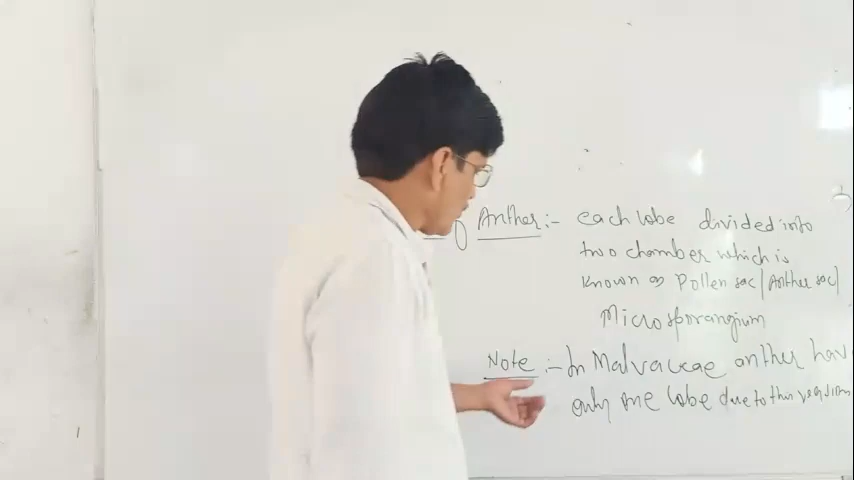 Anther :- each lobe divided into
two chamber which is
known as Pollen sac / Anther sac /
Microsporangium
Note :- In Malvaceae anther have
only one lobe due to this reason